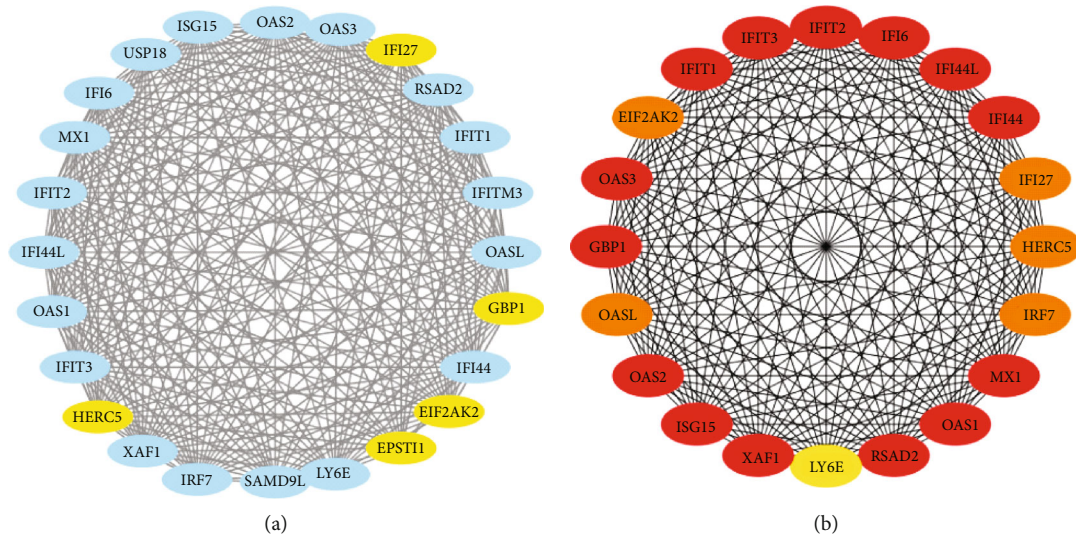 OAS2
ISG15
OAS3
USP18
IFI27
IFI6
RSAD2
MX1
IFIT1
IFIT2
IFITM3
IFI44L
OASL
OAS1
GBP1
IFIT3
IFI44
HERC5
EIF2AK2
XAF1
EPSTI1
IRF7
SAMD9L
LY6E
(a)
IFIT2
IFIT3
IFI6
IFIT1
IFI44L
EIF2AK2
IFI44
OAS3
IFI27
GBP1
HERC5
OASL
IRF7
OAS2
MX1
ISG15
OAS1
XAF1
RSAD2
LY6E
(b)